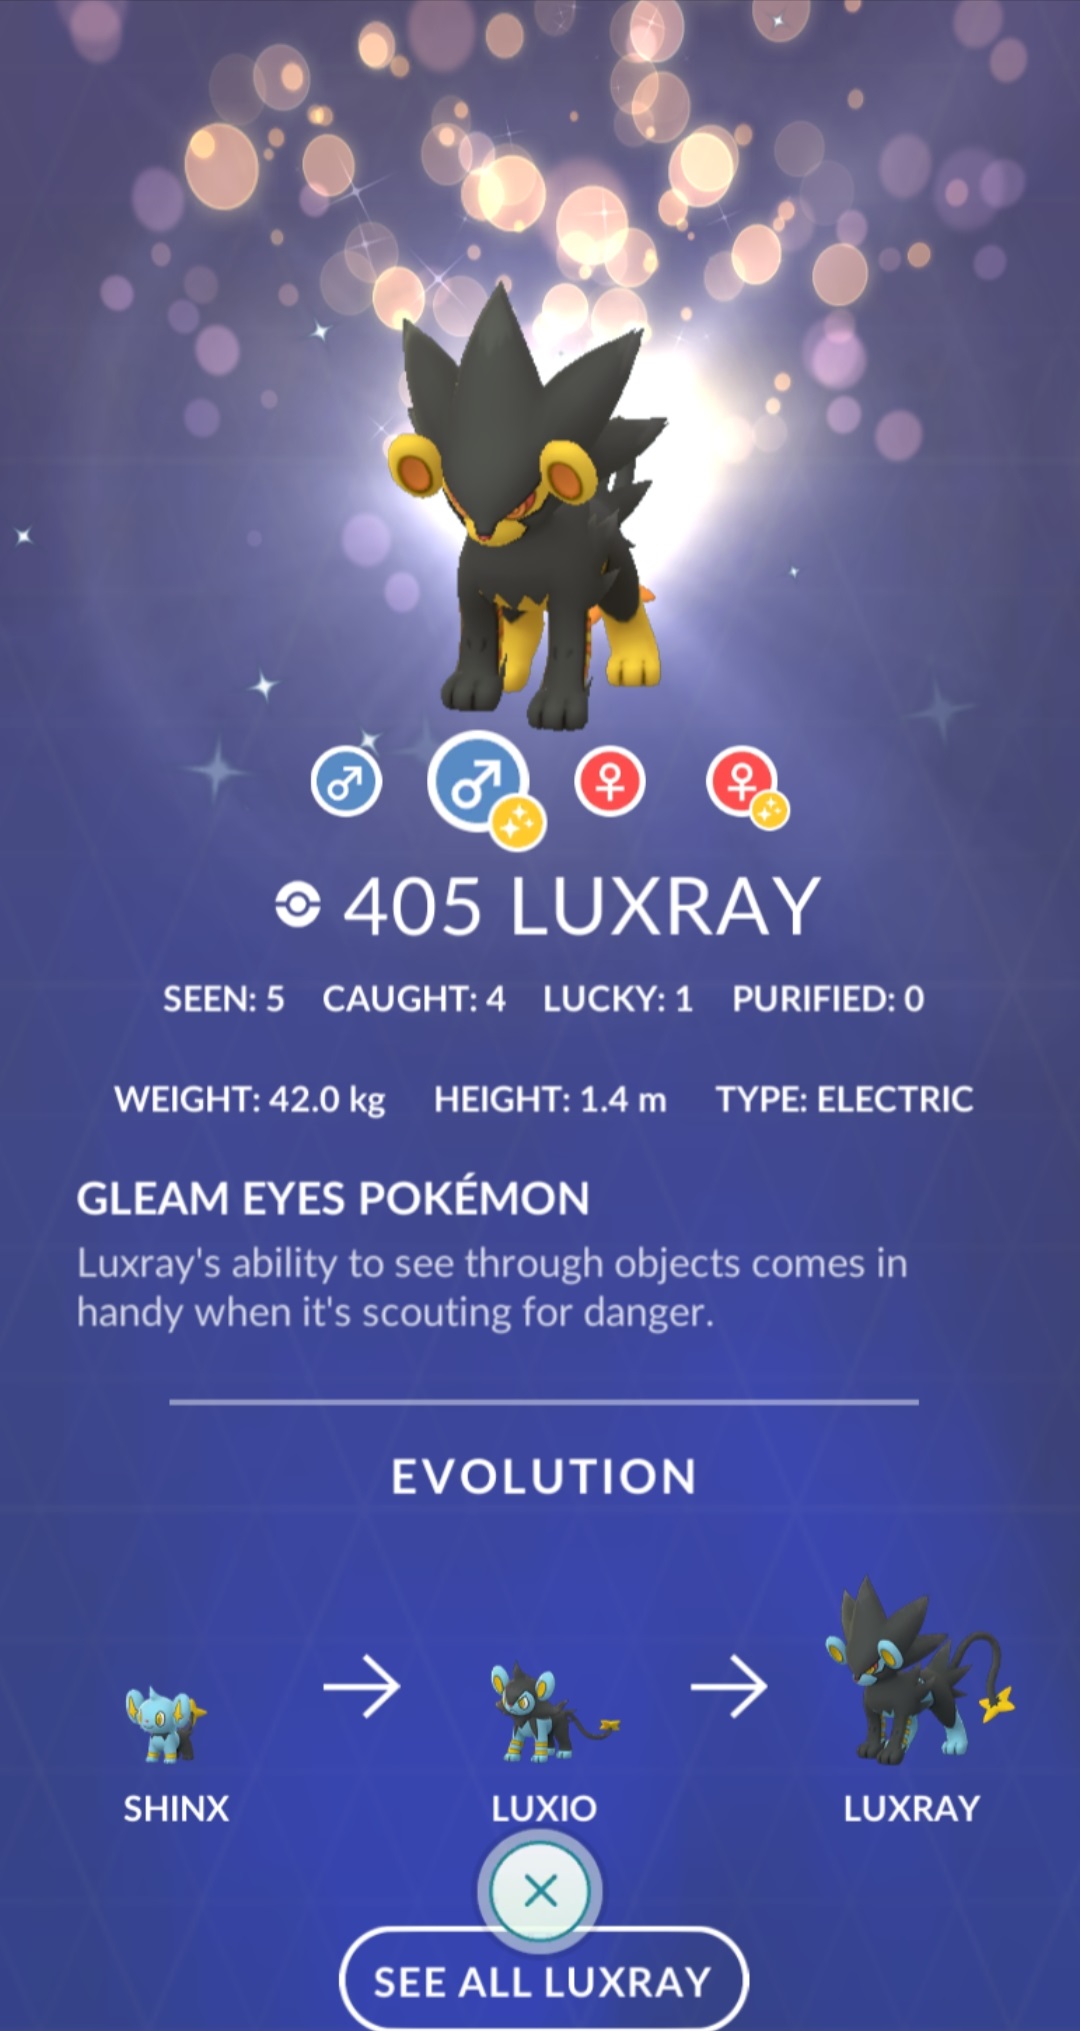 405 LUXRAY
SEEN: 5 CAUGHT: 4 LUCKY: 1 PURIFIED: 0
WEIGHT: 42.0 kg HEIGHT: 1.4 m TYPE: ELECTRIC
GLEAM EYES POKÉMON
Luxray's ability to see through objects comes in
handy when it's scouting for danger.
EVOLUTION
SHINX LUXIO LUXRAY
SEE ALL LUXRAY